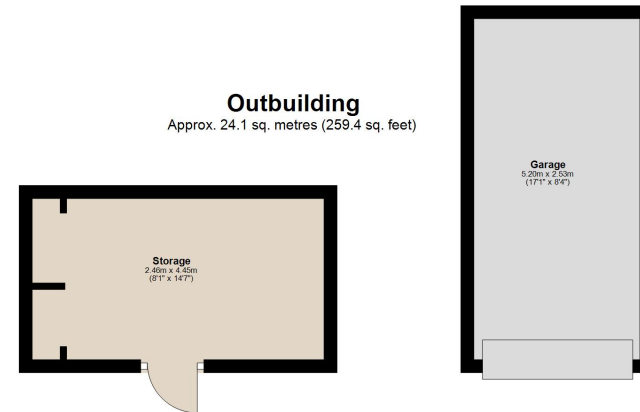 Outbuilding
Approx. 24.1 sq. metres (259.4 sq. feet)
Garage
5.20m x 2.53m
(17'1" x 8'4")
Storage
2.46m x 4.45m
(8'1" x 14'7")